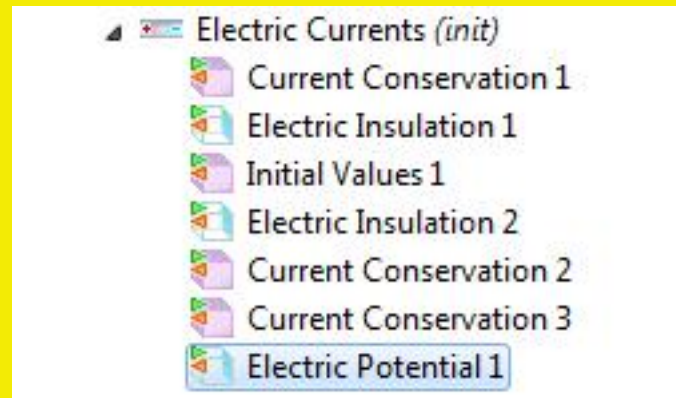 Electric Currents (init)
Current Conservation 1
Electric Insulation 1
Initial Values 1
Electric Insulation 2
Current Conservation 2
Current Conservation 3
Electric Potential 1